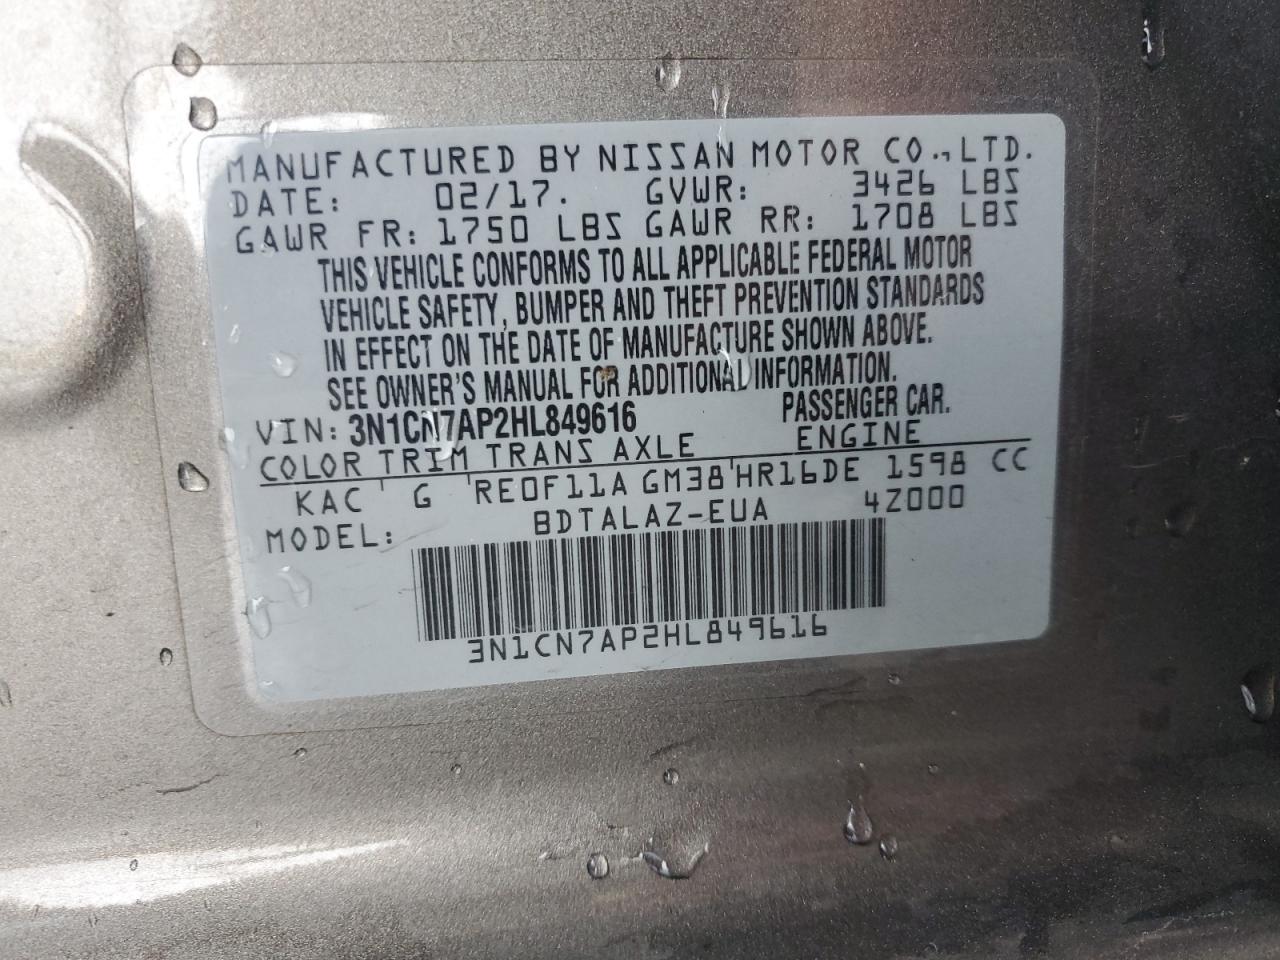 MANUFACTURED BY NISSAN MOTOR CO., LTD.
DATE: 02/17. GVWR: 3426 LBS
GAWR FR: 1750 LBS GAWR RR: 1708 LBS
THIS VEHICLE CONFORMS TO ALL APPLICABLE FEDERAL MOTOR
VEHICLE SAFETY, BUMPER AND THEFT PREVENTION STANDARDS
IN EFFECT ON THE DATE OF MANUFACTURE SHOWN ABOVE.
SEE OWNER'S MANUAL FOR ADDITIONAL INFORMATION.
VIN: 3N1CN7AP2HL849616 PASSENGER CAR.
COLOR TRIM TRANS AXLE ENGINE
KAC G RE0F11A GM38 HR16DE 1598 CC
MODEL: BDTALAZ-EUA 4Z000
3N1CN7AP2HL849616